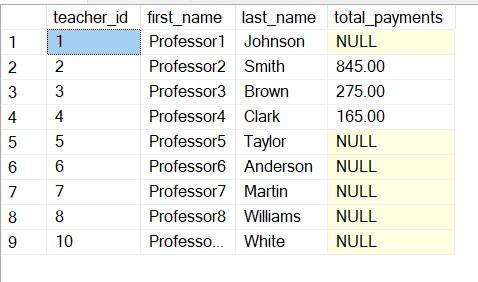 teacher_id first_name last_name total_payments
1 1 Professor1 Johnson NULL
2 2 Professor2 Smith 845.00
3 3 Professor3 Brown 275.00
4 4 Professor4 Clark 165.00
5 5 Professor5 Taylor NULL
6 6 Professor6 Anderson NULL
7 7 Professor7 Martin NULL
8 8 Professor8 Williams NULL
9 10 Professo... White NULL